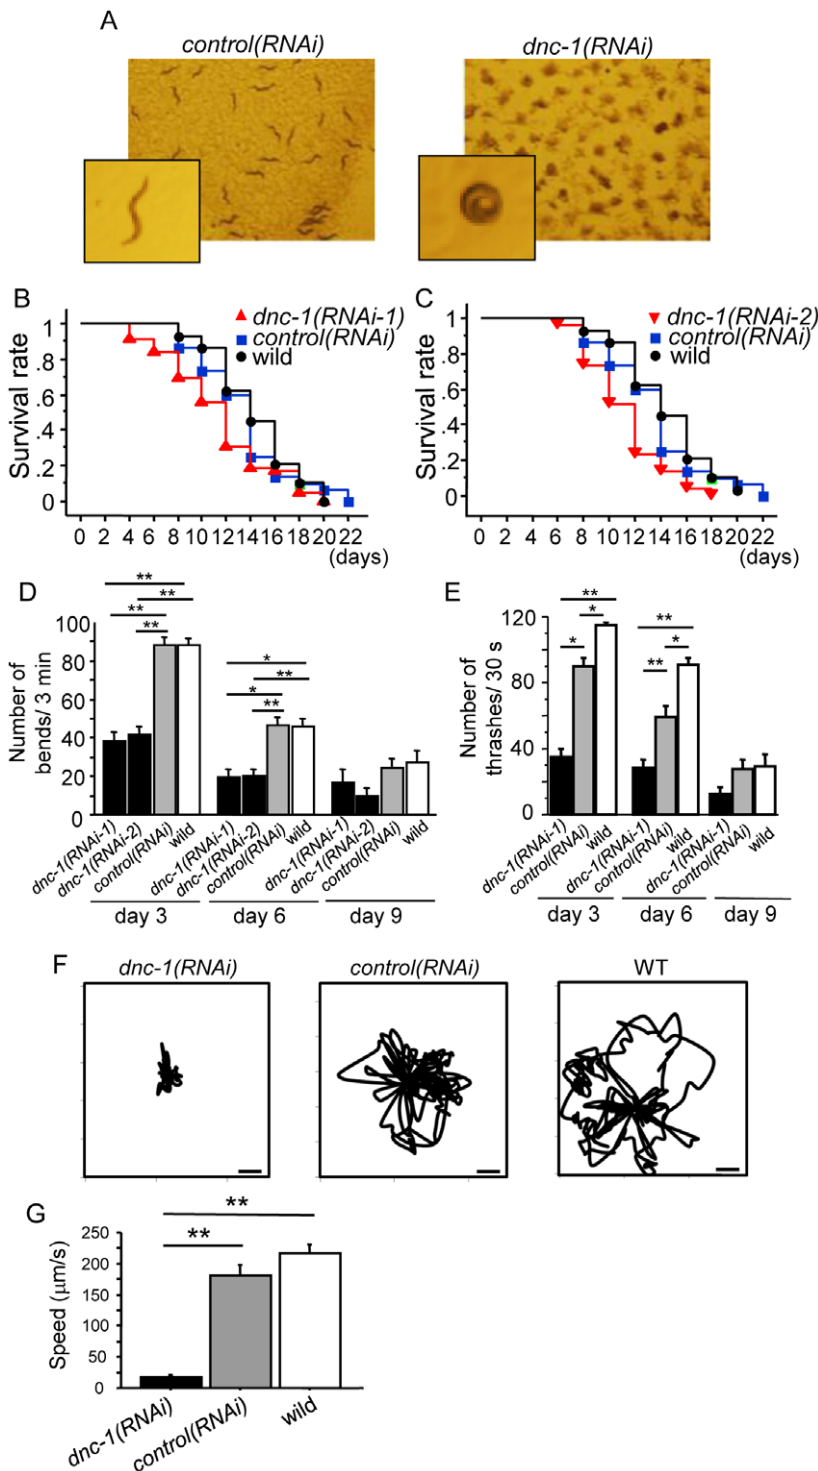 A
control(RNAi)
dnc-1(RNAi)
B
dnc-1(RNAi-1)
control(RNAi)
wild
Survival rate
1
.8
.6
.4
.2
0
0 2 4 6 8 10 12 14 16 18 20 22
(days)
C
dnc-1(RNAi-2)
control(RNAi)
wild
Survival rate
1
.8
.6
.4
.2
0
0 2 4 6 8 10 12 14 16 18 20 22
(days)
D
Number of
bends/ 3 min
100
80
60
40
20
0
** ** ** **
* ** * **
dnc-1(RNAi-1)
dnc-1(RNAi-2)
control(RNAi)
wild
dnc-1(RNAi-1)
dnc-1(RNAi-2)
control(RNAi)
wild
dnc-1(RNAi-1)
dnc-1(RNAi-2)
control(RNAi)
wild
day 3 day 6 day 9
E
Number of
thrashes/ 30 s
120
90
60
30
0
** * *
** * **
dnc-1(RNAi-1)
control(RNAi)
wild
dnc-1(RNAi-1)
control(RNAi)
wild
dnc-1(RNAi-1)
control(RNAi)
wild
day 3 day 6 day 9
F
dnc-1(RNAi)
control(RNAi)
WT
G
Speed (μm/s)
250
200
150
100
50
0
**
**
dnc-1(RNAi)
control(RNAi)
wild